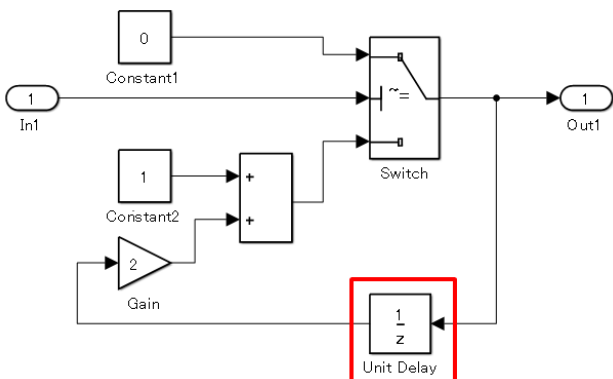 0
Constant1
1
In1
~=
Switch
1
Out1
1
Constant2
+
+
2
Gain
1
z
Unit Delay